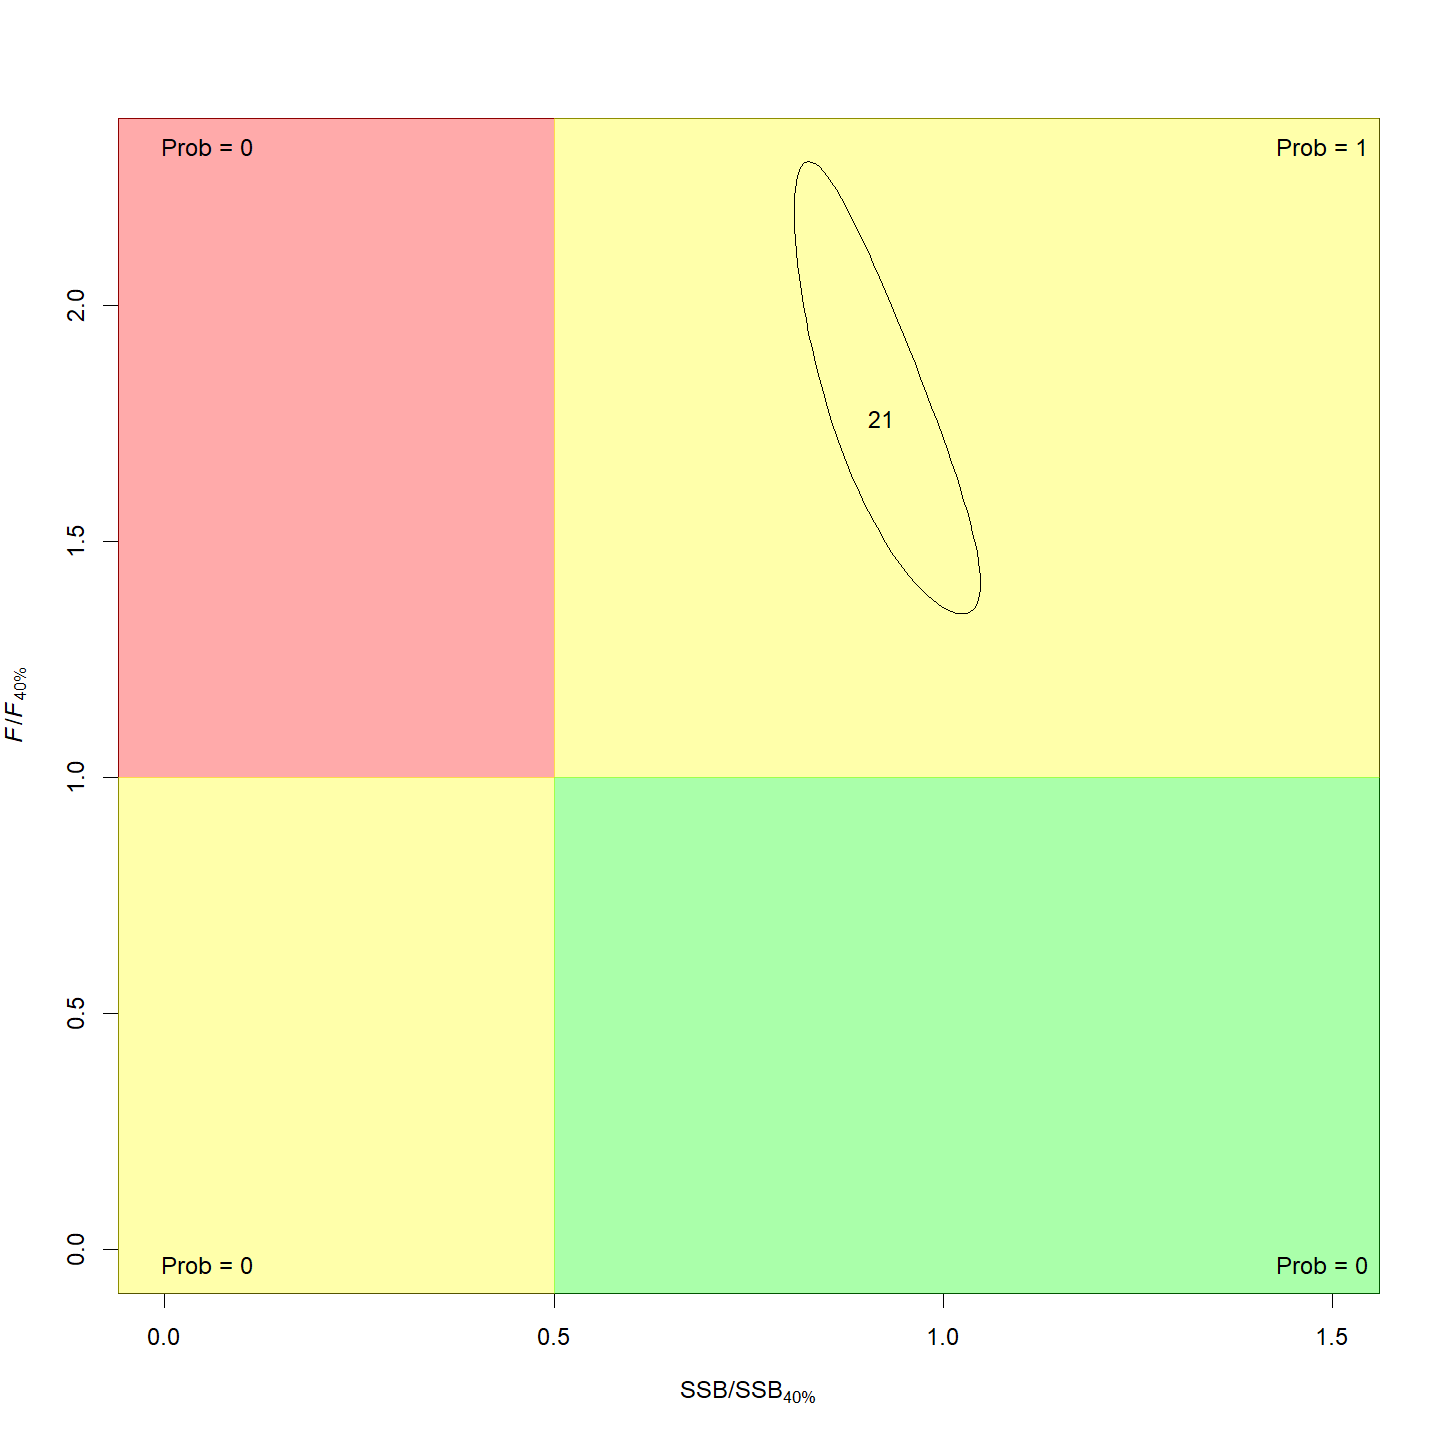 Prob = 0
Prob = 1
2.0
21
1.5
F/F40%
1.0
0.5
0.0
Prob = 0
Prob = 0
0.0 0.5 1.0 1.5
SSB/SSB40%